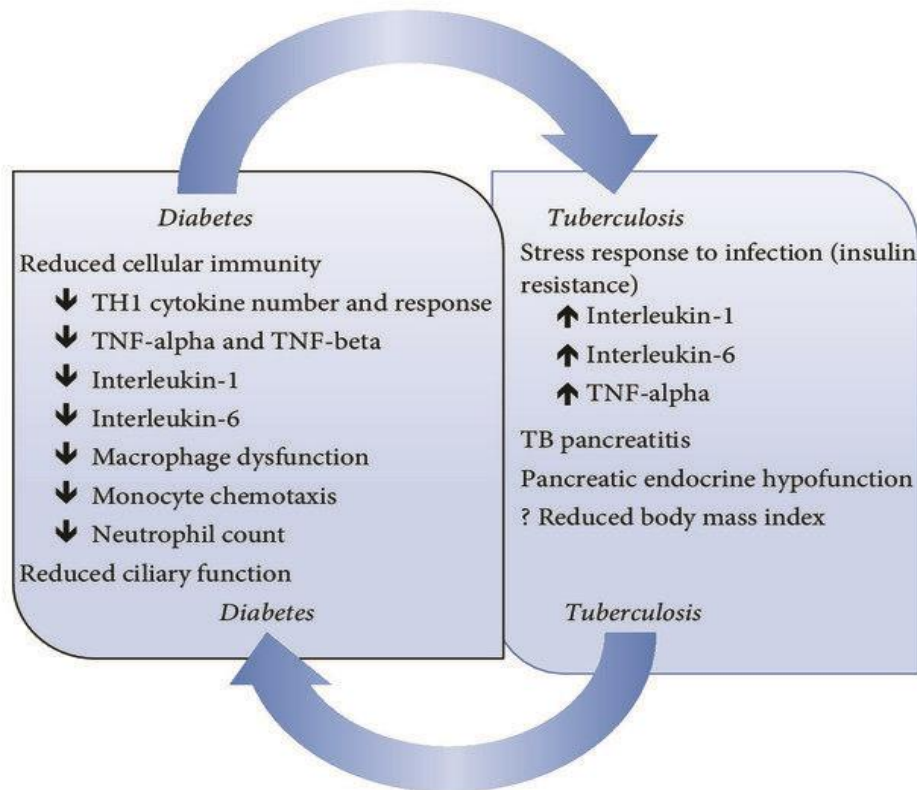 Diabetes
Reduced cellular immunity
↓ TH1 cytokine number and response
↓ TNF-alpha and TNF-beta
↓ Interleukin-1
↓ Interleukin-6
↓ Macrophage dysfunction
↓ Monocyte chemotaxis
↓ Neutrophil count
Reduced ciliary function
Diabetes
Tuberculosis
Stress response to infection (insulin
resistance)
↑ Interleukin-1
↑ Interleukin-6
↑ TNF-alpha
TB pancreatitis
Pancreatic endocrine hypofunction
? Reduced body mass index
Tuberculosis